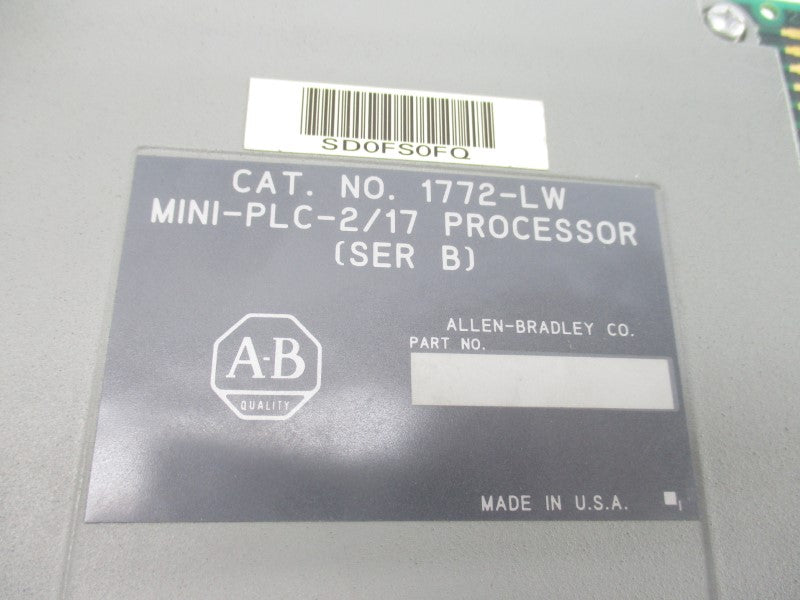 SD0FS0FQ
CAT. NO. 1772-LW
MINI-PLC-2/17 PROCESSOR
(SER B)
ALLEN-BRADLEY CO.
PART NO.
A-B
QUALITY
MADE IN U.S.A.